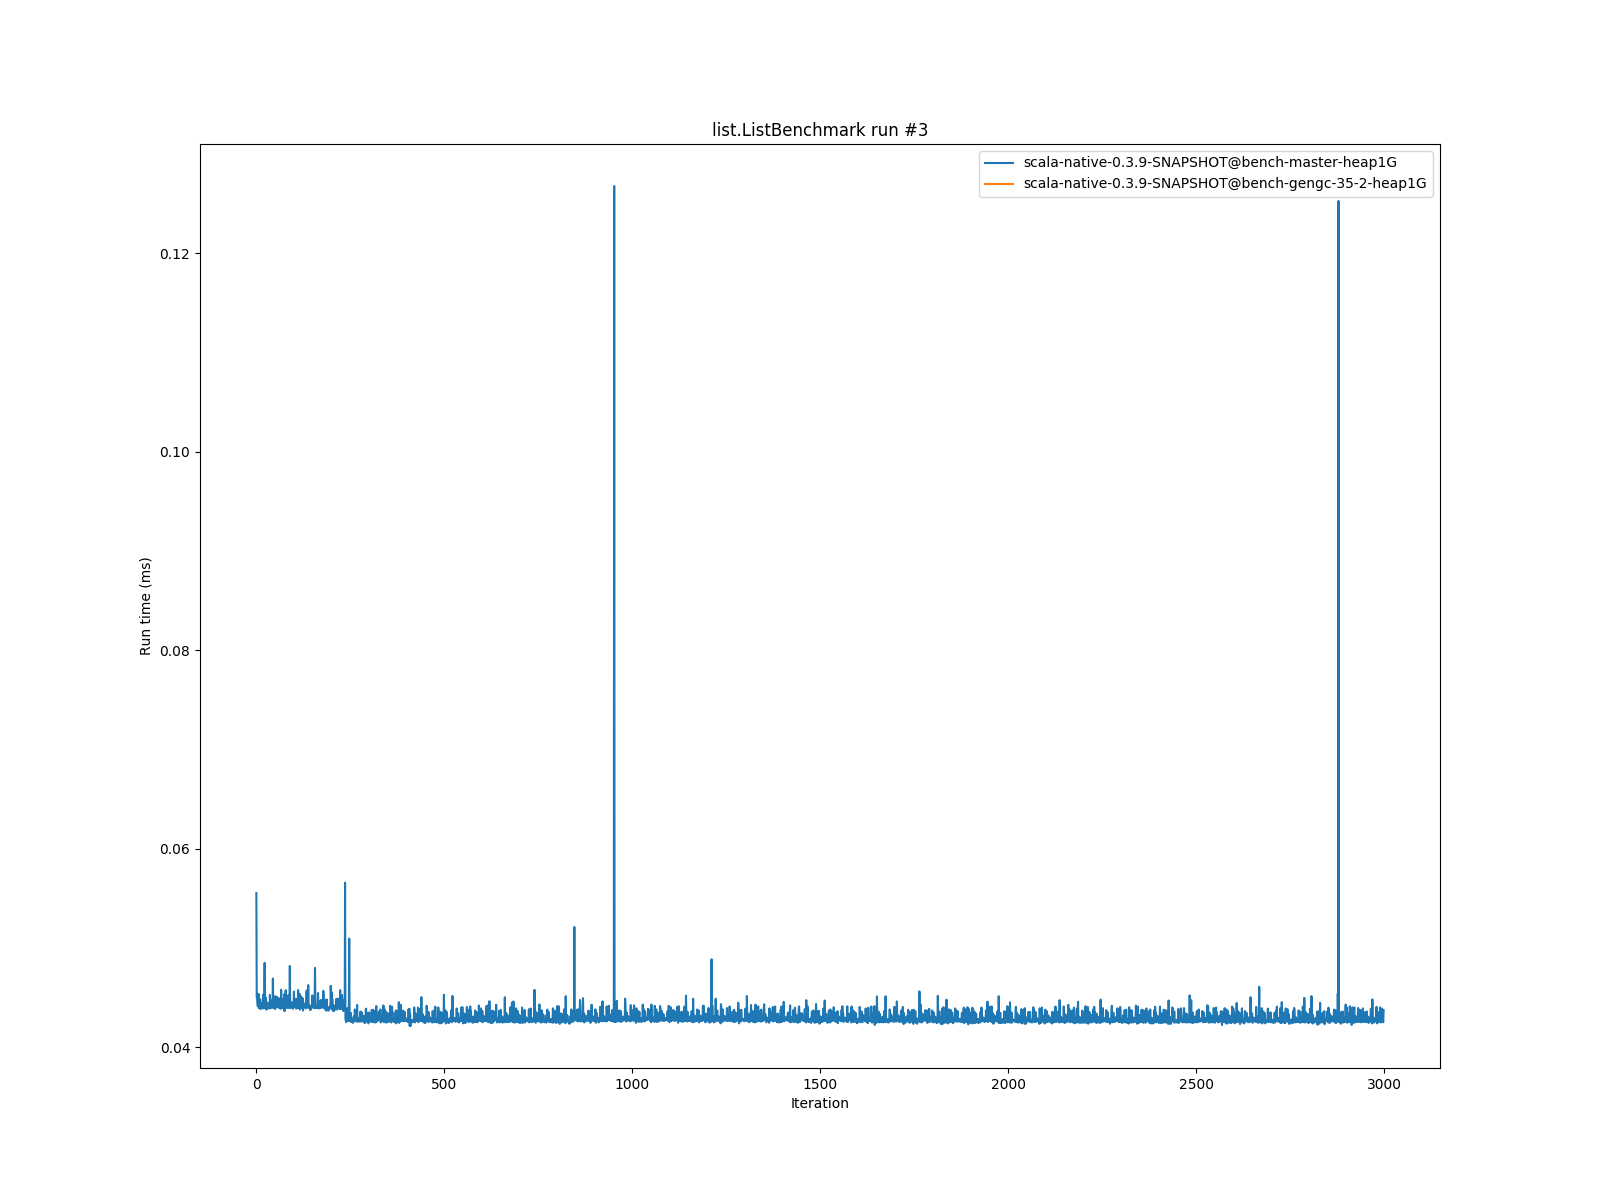 list.ListBenchmark run #3
scala-native-0.3.9-SNAPSHOT@bench-master-heap1G
scala-native-0.3.9-SNAPSHOT@bench-gengc-35-2-heap1G
0.12
0.10
0.08
0.06
0.04
Run time (ms)
0 500 1000 1500 2000 2500 3000
Iteration